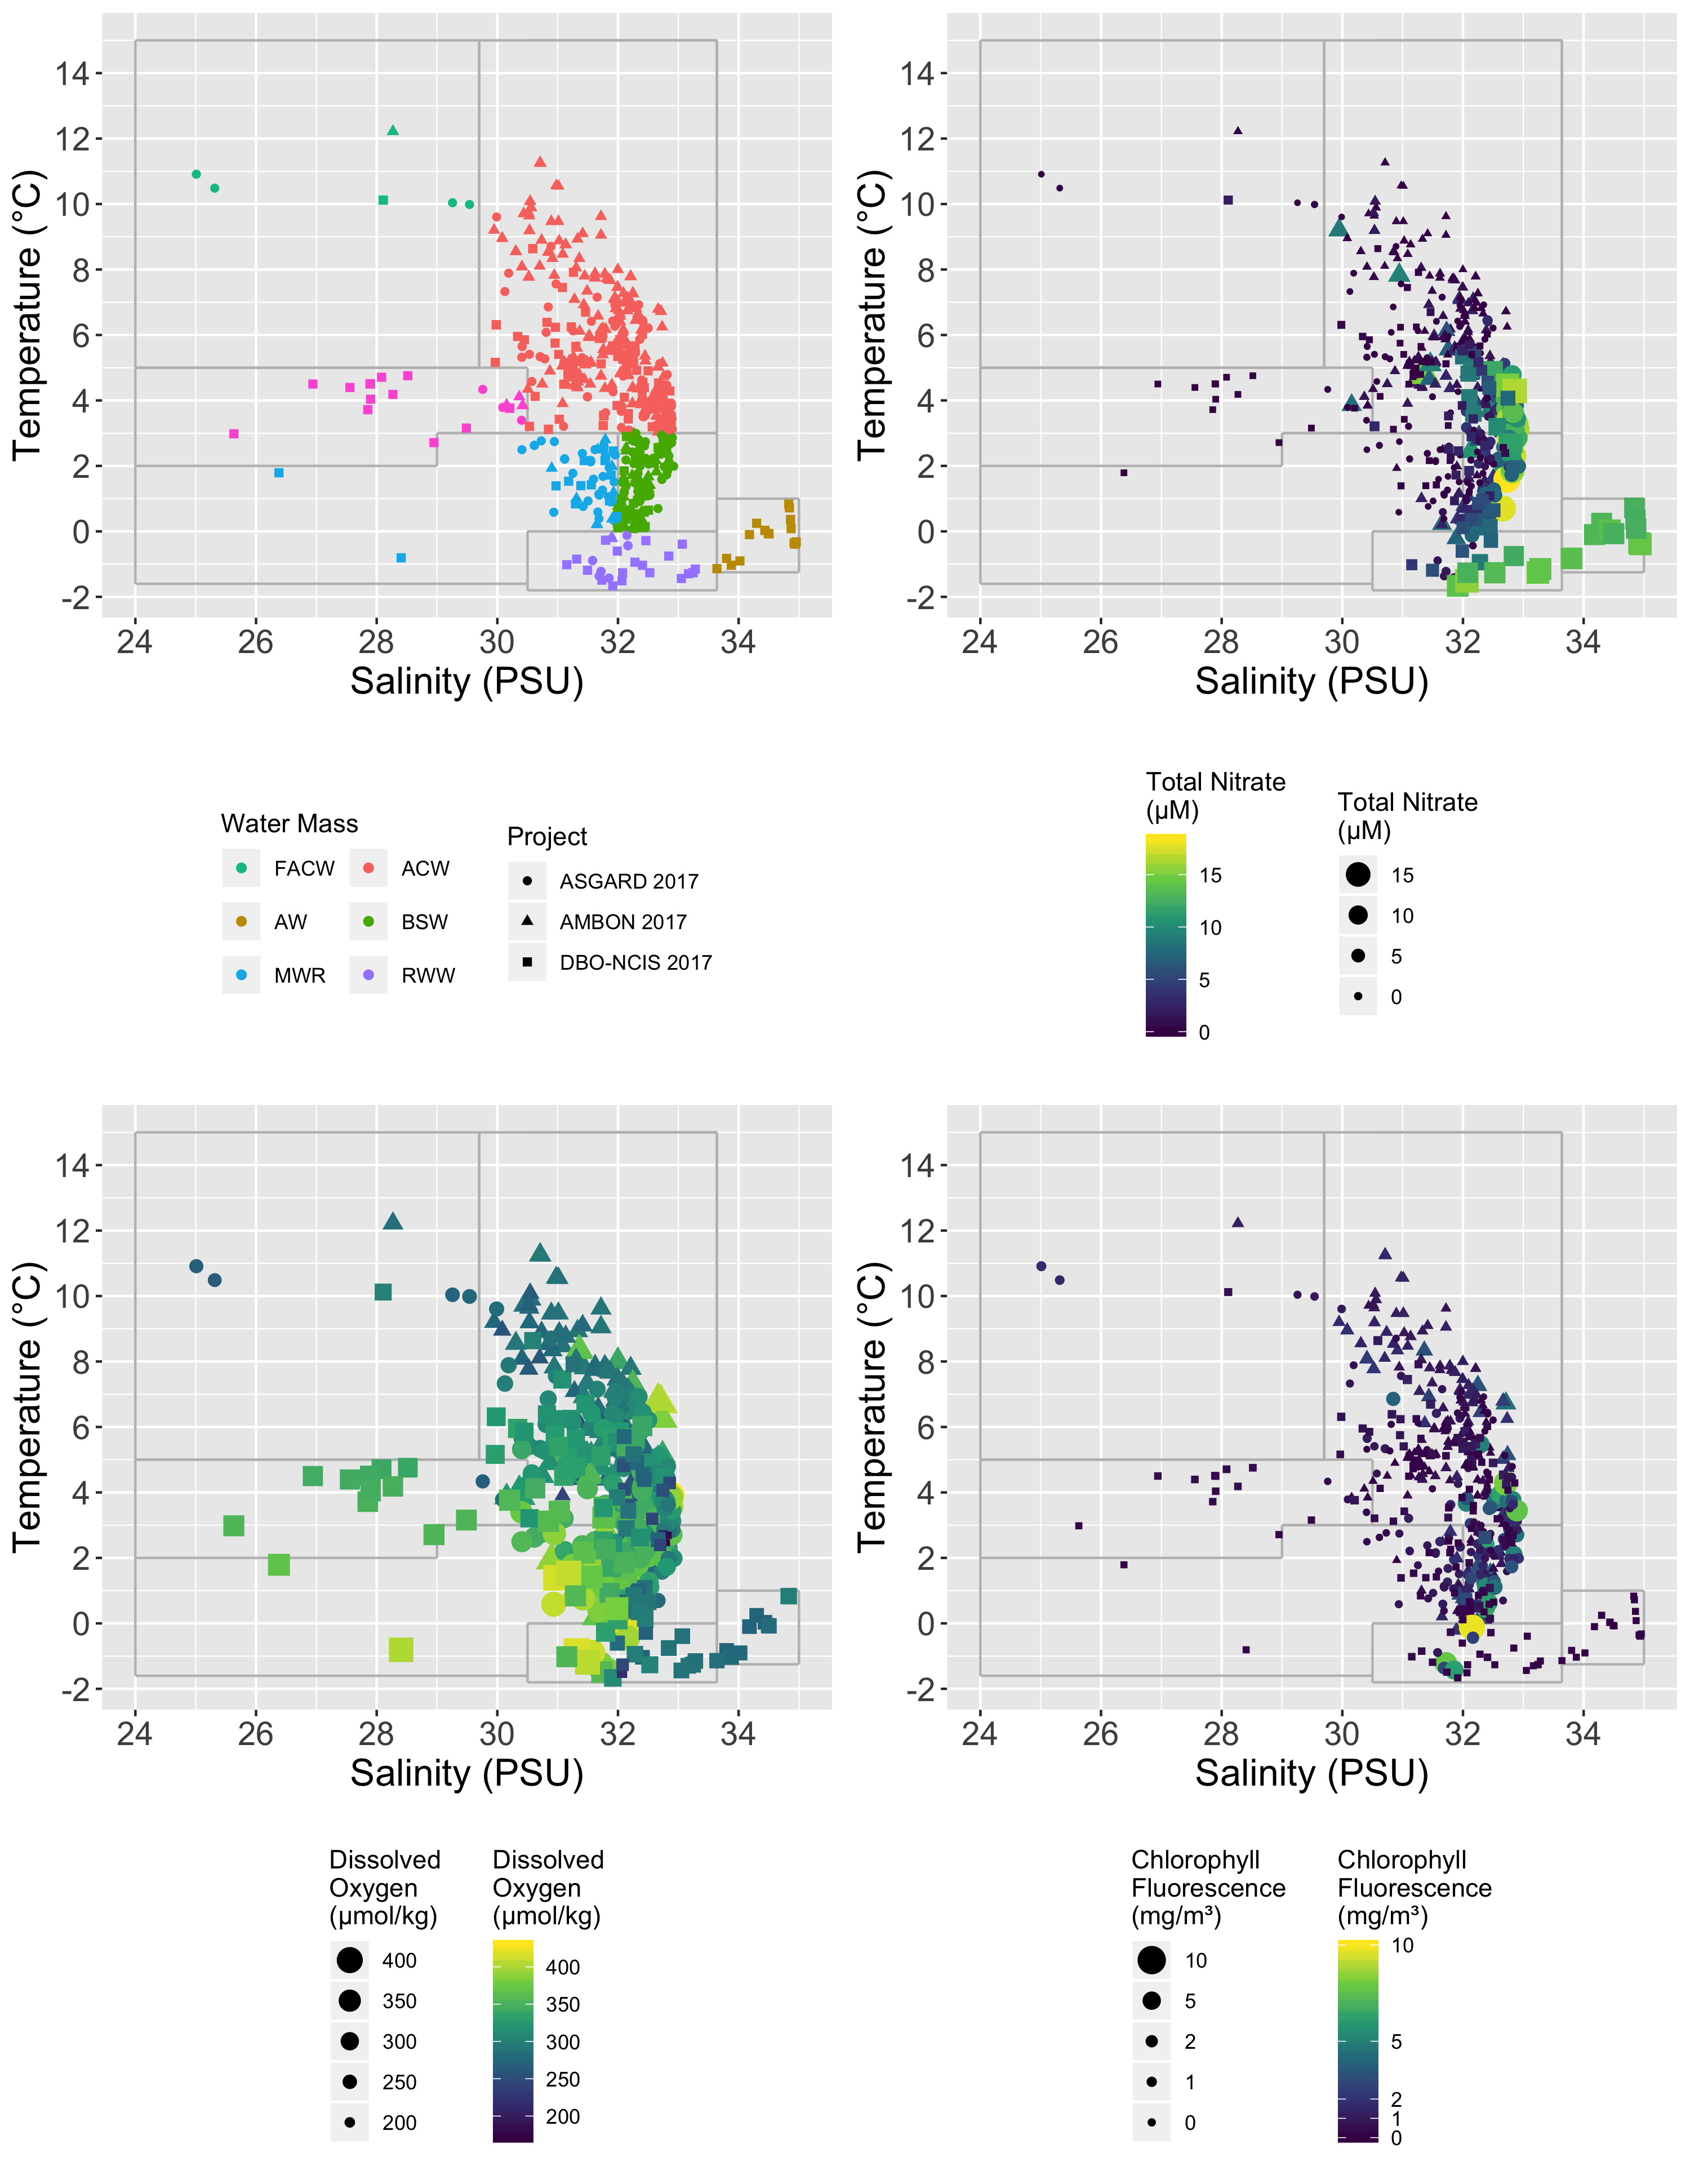 14
12
10
8
6
4
2
0
-2
Temperature (°C)
24 26 28 30 32 34
Salinity (PSU)
14
12
10
8
6
4
2
0
-2
Temperature (°C)
24 26 28 30 32 34
Salinity (PSU)
Water Mass
FACW ACW
AW BSW
MWR RWW
Project
ASGARD 2017
AMBON 2017
DBO-NCIS 2017
Total Nitrate
(µM)
15
10
5
0
Total Nitrate
(µM)
15
10
5
0
14
12
10
8
6
4
2
0
-2
Temperature (°C)
24 26 28 30 32 34
Salinity (PSU)
14
12
10
8
6
4
2
0
-2
Temperature (°C)
24 26 28 30 32 34
Salinity (PSU)
Dissolved
Oxygen
(µmol/kg)
400
350
300
250
200
Dissolved
Oxygen
(µmol/kg)
400
350
300
250
200
Chlorophyll
Fluorescence
(mg/m³)
10
5
2
1
0
Chlorophyll
Fluorescence
(mg/m³)
10
5
2
1
0